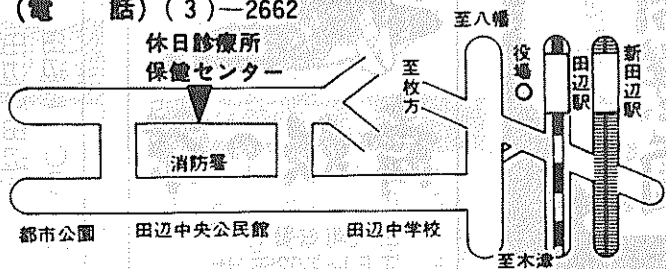 (電 話)(3)—2662
休日診療所
保健センター
至八幡
至枚方
役場
田辺駅
新田辺駅
消防署
都市公園
田辺中央公民館
田辺中学校
至木津